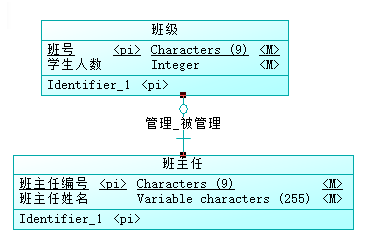 班级
班号 <pi> Characters (9) <M>
学生人数 Integer <M>
Identifier_1 <pi>
管理_被管理
班主任
班主任编号 <pi> Characters (9) <M>
班主任姓名 Variable characters (255) <M>
Identifier_1 <pi>